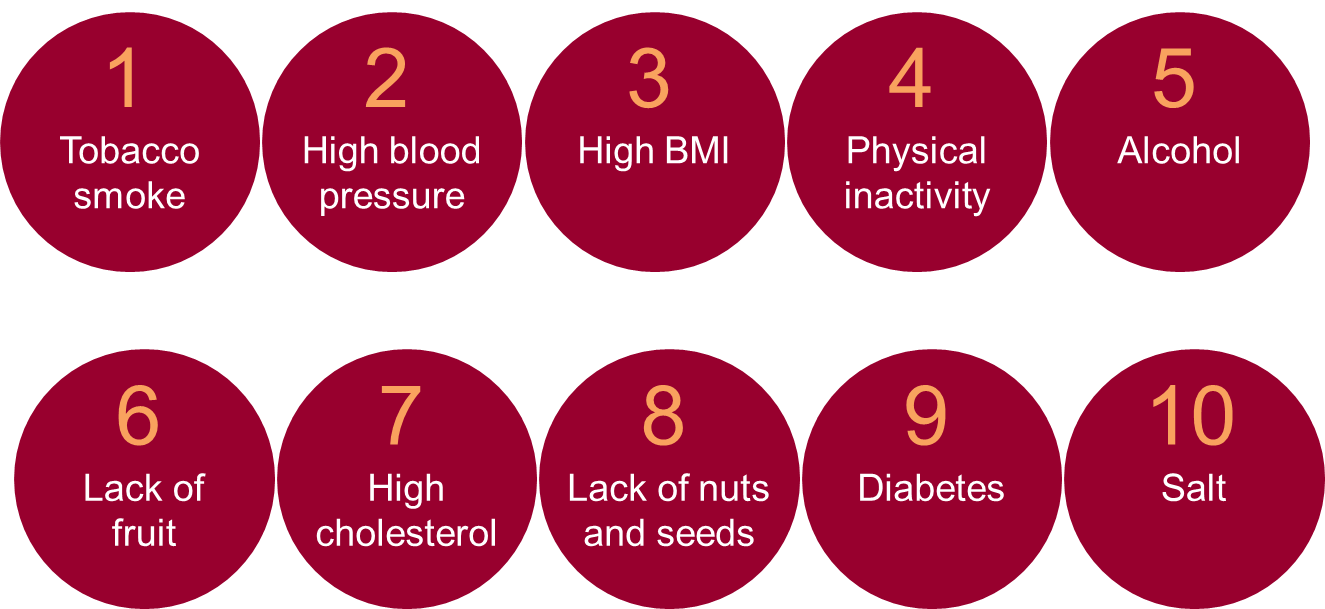 1
Tobacco
smoke
2
High blood
pressure
3
High BMI
4
Physical
inactivity
5
Alcohol
6
Lack of
fruit
7
High
cholesterol
8
Lack of nuts
and seeds
9
Diabetes
10
Salt